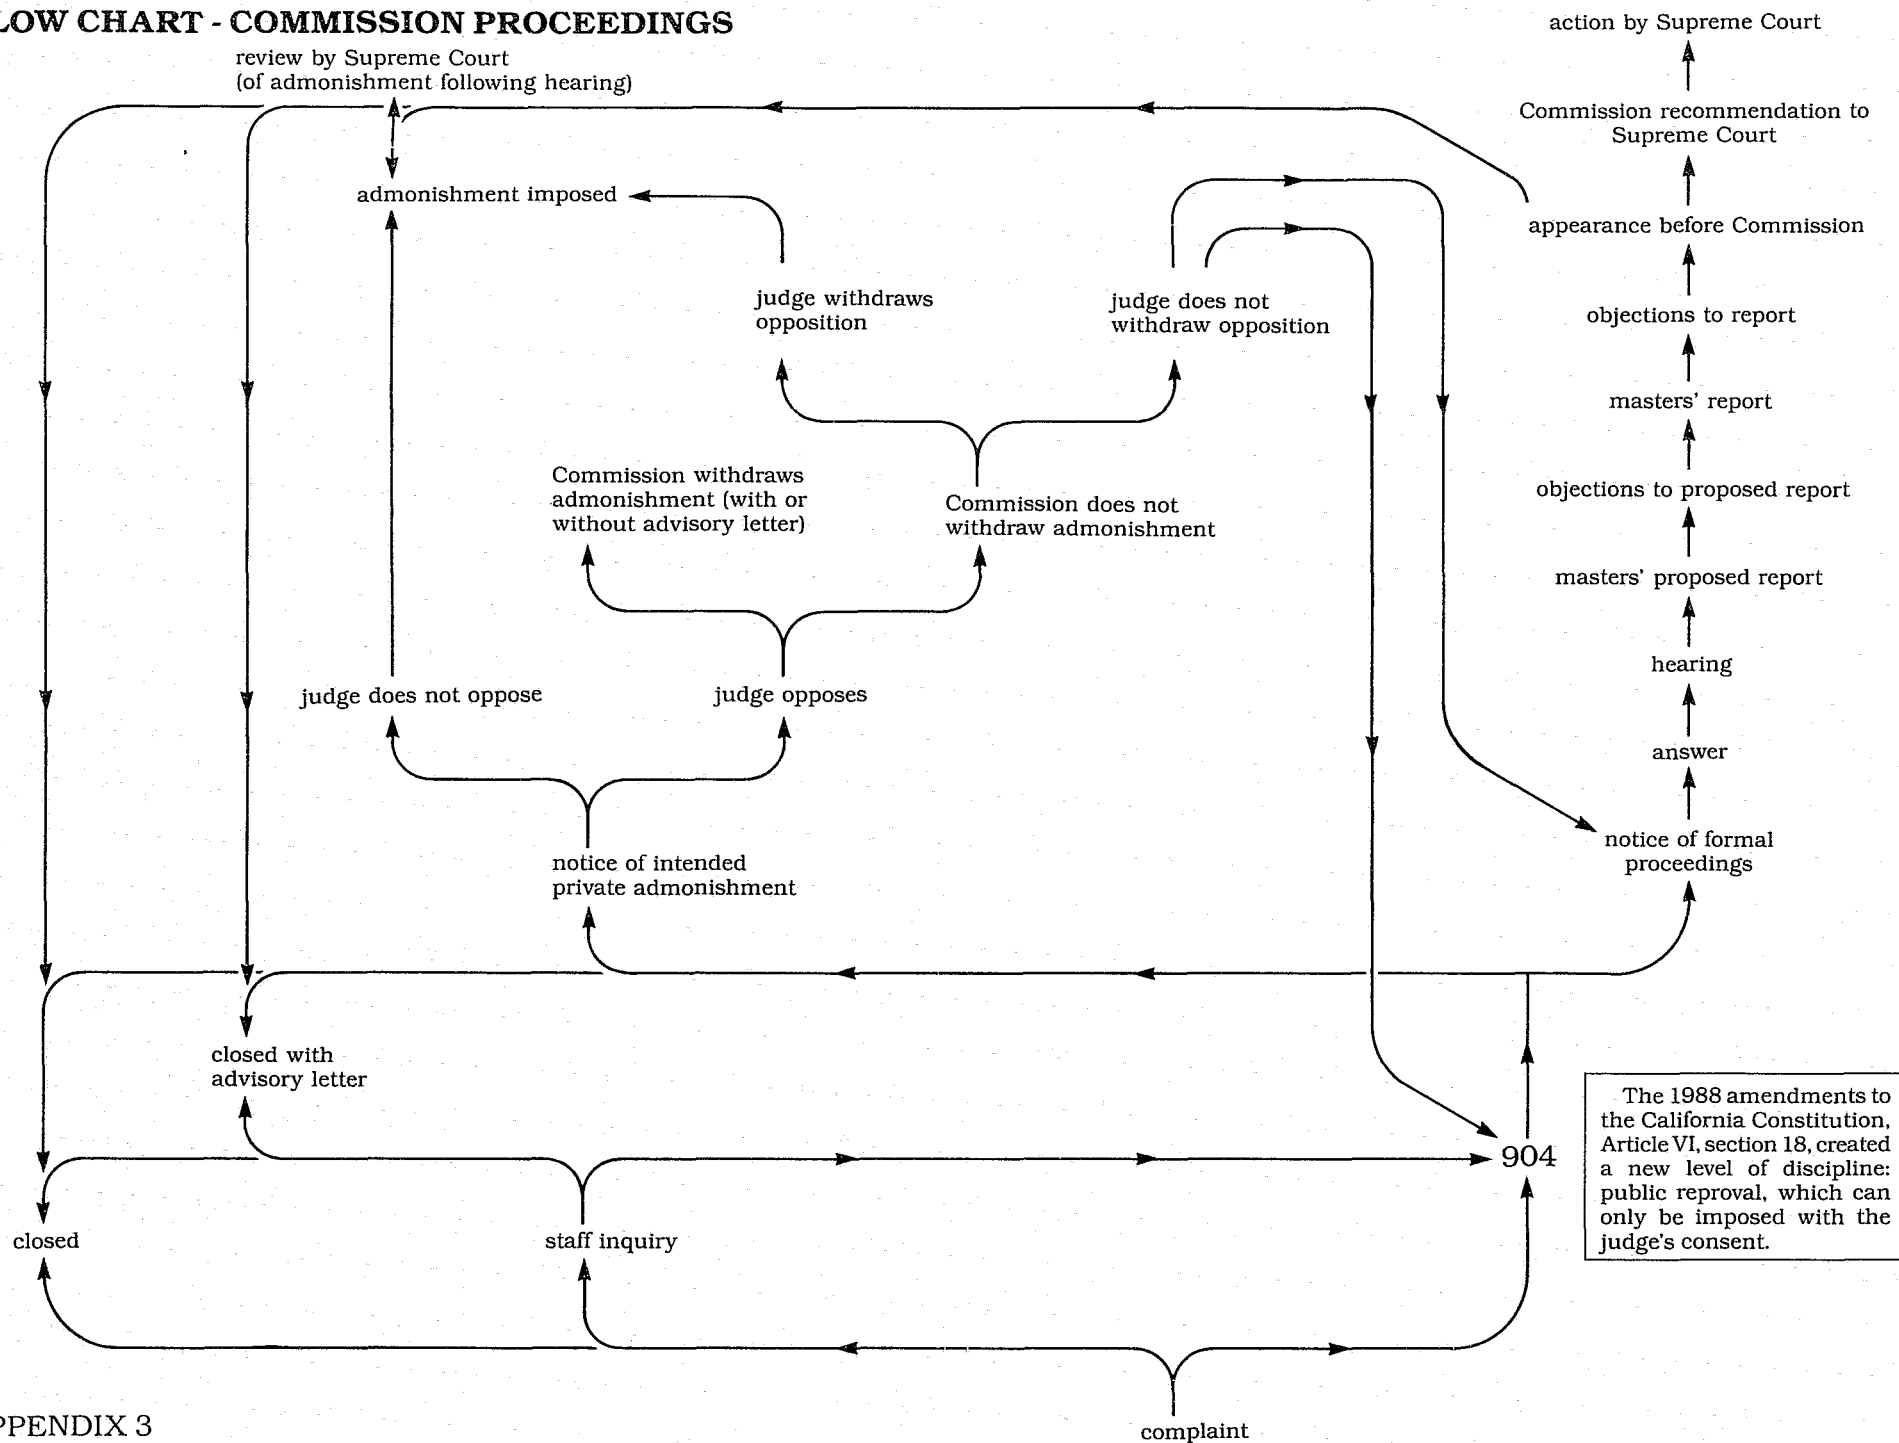 LOW CHART - COMMISSION PROCEEDINGS
review by Supreme Court
(of admonishment following hearing)
action by Supreme Court
Commission recommendation to
Supreme Court
admonishment imposed
appearance before Commission
judge withdraws
opposition
judge does not
withdraw opposition
objections to report
masters' report
Commission withdraws
admonishment (with or
without advisory letter)
Commission does not
withdraw admonishment
objections to proposed report
masters' proposed report
hearing
judge does not oppose
judge opposes
answer
notice of formal
proceedings
notice of intended
private admonishment
closed with
advisory letter
904
The 1988 amendments to
the California Constitution,
Article VI, section 18, created
a new level of discipline:
public reproval, which can
only be imposed with the
judge's consent.
closed
staff inquiry
complaint
PPENDIX 3